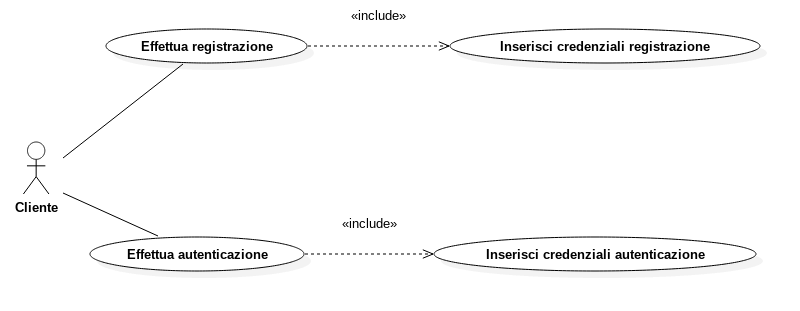 «include»
Effettua registrazione
Inserisci credenziali registrazione
Cliente
«include»
Effettua autenticazione
Inserisci credenziali autenticazione